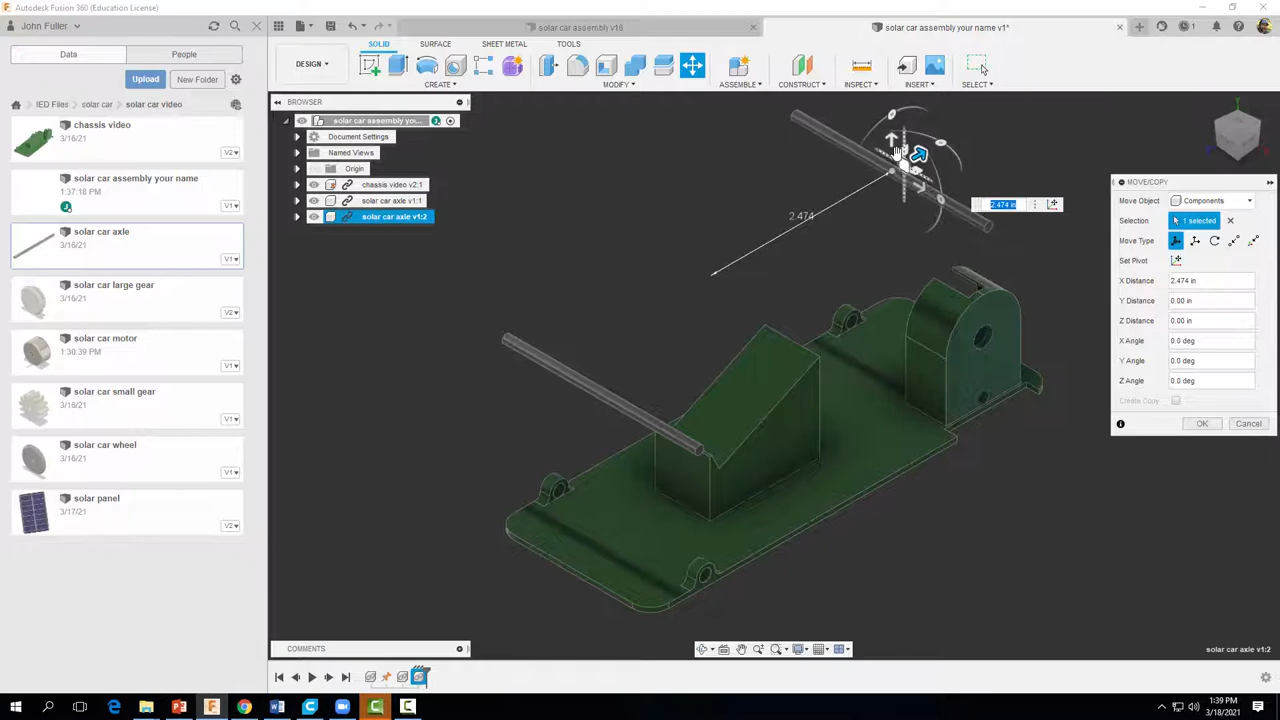 Autodesk Fusion 360 (Education License)
John Fuller
solar car assembly v16
solar car assembly your name v1*
1
Data
People
DESIGN
SOLID
SURFACE
SHEET METAL
TOOLS
Upload
New Folder
CREATE
MODIFY
ASSEMBLE
CONSTRUCT
INSPECT
INSERT
SELECT
IED Files
solar car
solar car video
BROWSER
chassis video
3/16/21
V2
solar car assembly you...
Document Settings
Named Views
Origin
chassis video v2:1
solar car axle v1:1
solar car axle v1:2
solar car assembly your name
1:37:18 PM
V1
solar car axle
3/16/21
V1
solar car large gear
3/16/21
V2
solar car motor
1:30:39 PM
V1
solar car small gear
3/16/21
V1
solar car wheel
3/16/21
V1
solar panel
3/17/21
V2
2.474
2.474 in
MOVE/COPY
Move Object
Components
Selection
1 selected
Move Type
Set Pivot
X Distance
2.474 in
Y Distance
0.00 in
Z Distance
0.00 in
X Angle
0.0 deg
Y Angle
0.0 deg
Z Angle
0.0 deg
Create Copy
OK
Cancel
COMMENTS
solar car axle v1:2
1:39 PM
3/18/2021